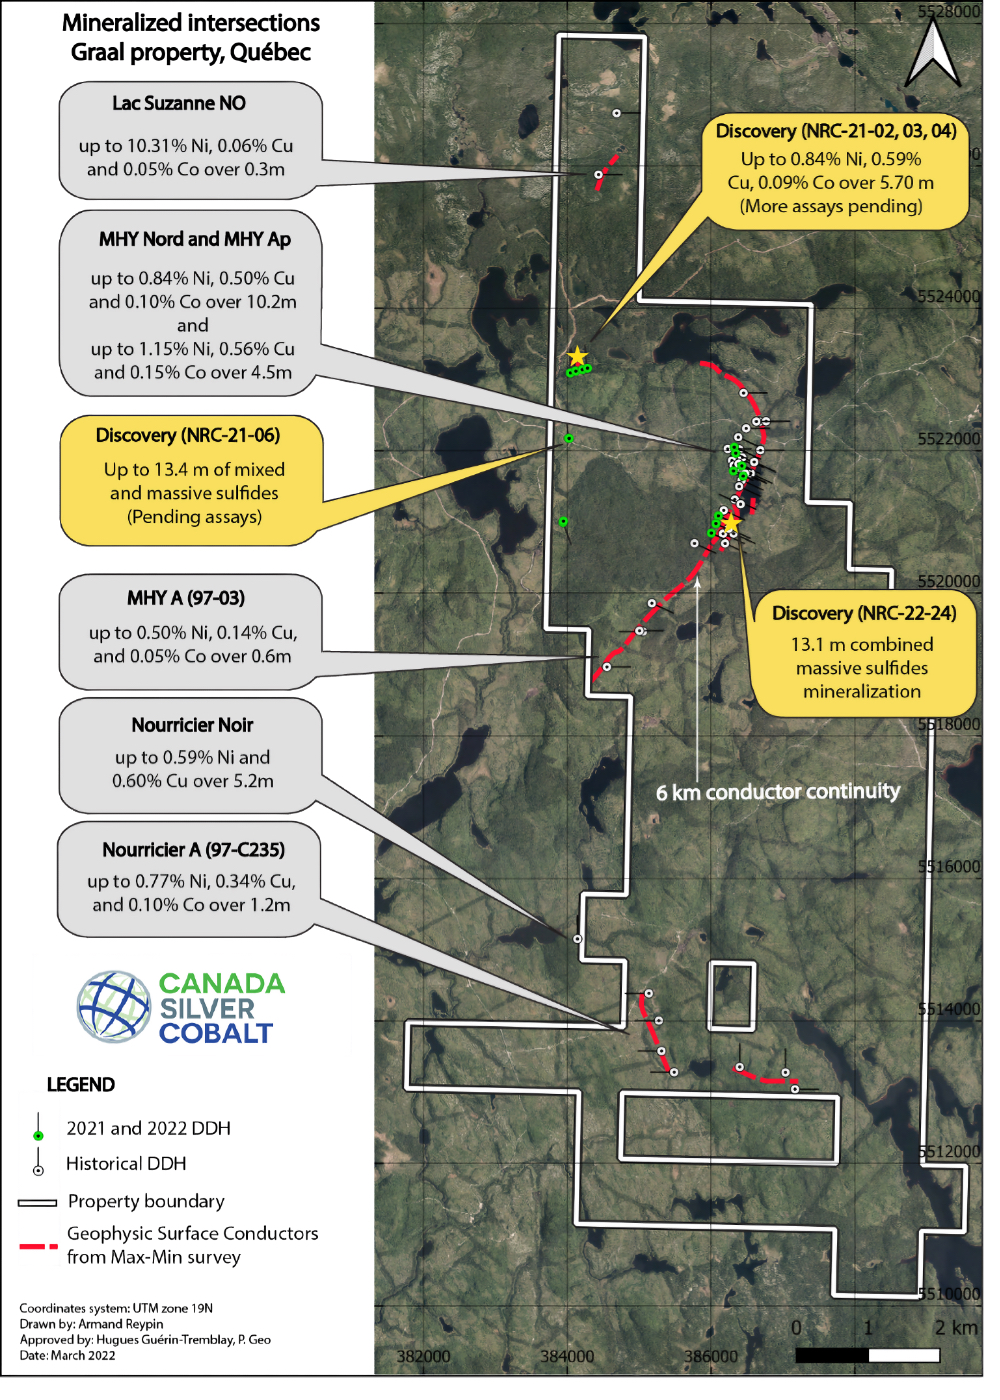 Mineralized intersections
Graal property, Québec
Lac Suzanne NO
up to 10.31% Ni, 0.06% Cu
and 0.05% Co over 0.3m
MHY Nord and MHY Ap
up to 0.84% Ni, 0.50% Cu
and 0.10% Co over 10.2m
and
up to 1.15% Ni, 0.56% Cu
and 0.15% Co over 4.5m
Discovery (NRC-21-06)
Up to 13.4 m of mixed
and massive sulfides
(Pending assays)
MHY A (97-03)
up to 0.50% Ni, 0.14% Cu,
and 0.05% Co over 0.6m
Nourricier Noir
up to 0.59% Ni and
0.60% Cu over 5.2m
Nourricier A (97-C235)
up to 0.77% Ni, 0.34% Cu,
and 0.10% Co over 1.2m
CANADA
SILVER
COBALT
LEGEND
2021 and 2022 DDH
Historical DDH
Property boundary
Geophysic Surface Conductors
from Max-Min survey
Coordinates system: UTM zone 19N
Drawn by: Armand Reypin
Approved by: Hugues Guérin-Tremblay, P. Geo
Date: March 2022
5528000
Discovery (NRC-21-02, 03, 04)
Up to 0.84% Ni, 0.59%
Cu, 0.09% Co over 5.70 m
(More assays pending)
5524000
5522000
5520000
Discovery (NRC-22-24)
13.1 m combined
massive sulfides
mineralization
5518000
6 km conductor continuity
5516000
5514000
5512000
5510000
0 1 2 km
382000 384000 386000